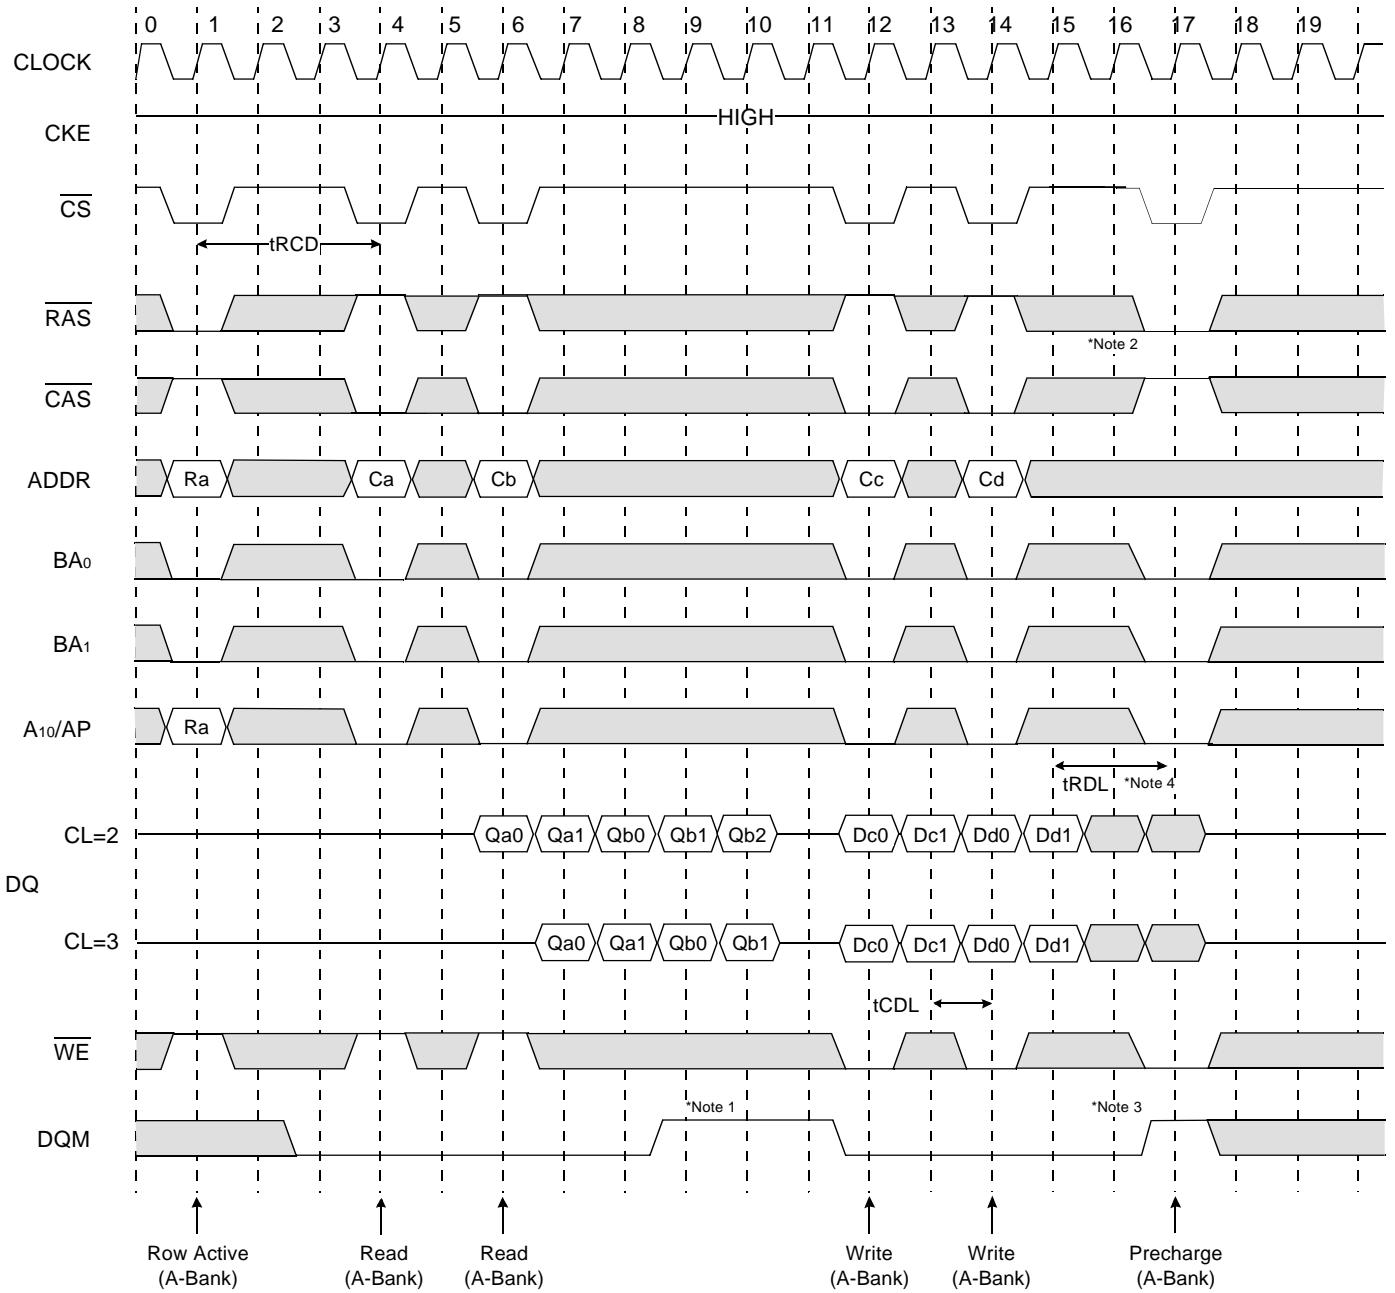 0 1 2 3 4 5 6 7 8 9 10 11 12 13 14 15 16 17 18 19
CLOCK
HIGH
CKE
CS
tRCD
RAS
*Note 2
CAS
ADDR Ra Ca Cb Cc Cd
BA0
BA1
A10/AP Ra
tRDL *Note 4
CL=2 Qa0 Qa1 Qb0 Qb1 Qb2 Dc0 Dc1 Dd0 Dd1
DQ
CL=3 Qa0 Qa1 Qb0 Qb1 Dc0 Dc1 Dd0 Dd1
tCDL
WE
*Note 1 *Note 3
DQM
Row Active Read Read Write Write Precharge
(A-Bank) (A-Bank) (A-Bank) (A-Bank) (A-Bank) (A-Bank)